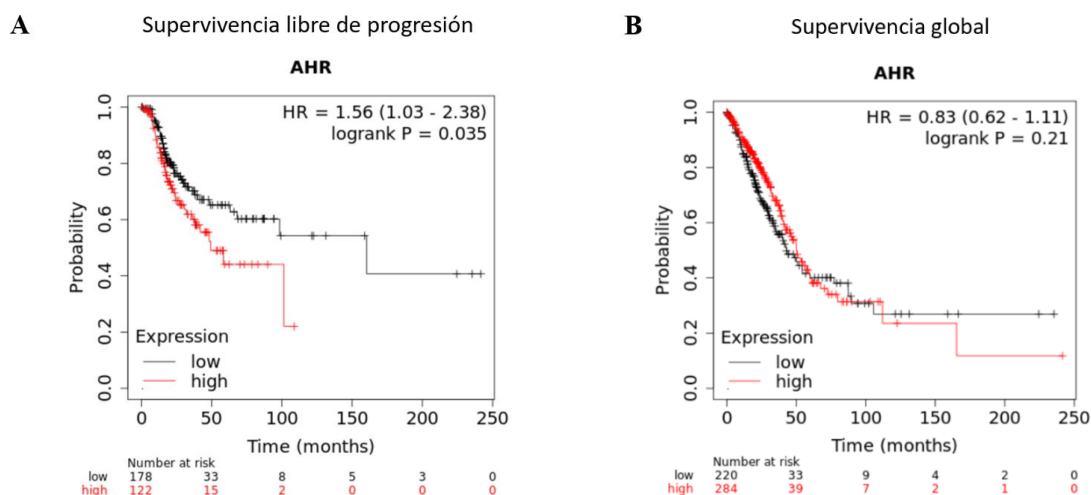 A
Supervivencia libre de progresión
AHR
HR = 1.56 (1.03 - 2.38)
logrank P = 0.035
Probability
1.0
0.8
0.6
0.4
0.2
0.0
Expression
low
high
0 50 100 150 200 250
Time (months)
Number at risk
low 178 33 8 5 3 0
high 122 15 2 0 0 0
B
Supervivencia global
AHR
HR = 0.83 (0.62 - 1.11)
logrank P = 0.21
Probability
1.0
0.8
0.6
0.4
0.2
0.0
Expression
low
high
0 50 100 150 200 250
Time (months)
Number at risk
low 220 33 9 4 2 0
high 284 39 7 2 1 0